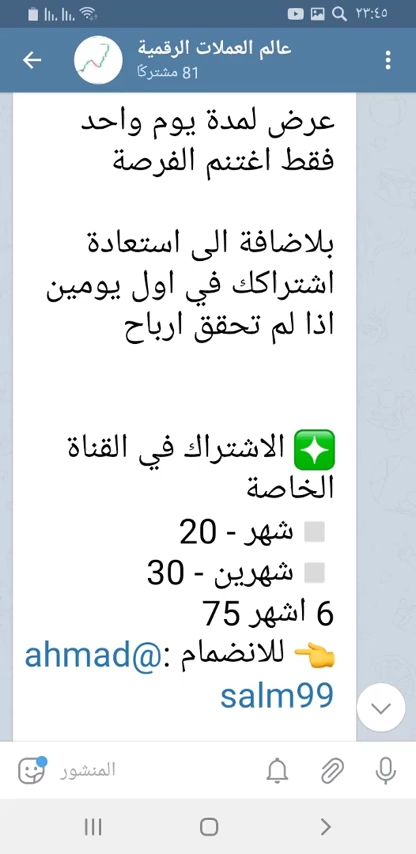 ٢٣:٤٥
عالم العملات الرقمية
81 مشتركًا
عرض لمدة يوم واحد
فقط اغتنم الفرصة
بلاضافة الى استعادة
اشتراكك في اول يومين
اذا لم تحقق ارباح
الاشتراك في القناة
الخاصة
شهر - 20
شهرين - 30
6 اشهر 75
للانضمام :@ahmad
salm99
المنشور